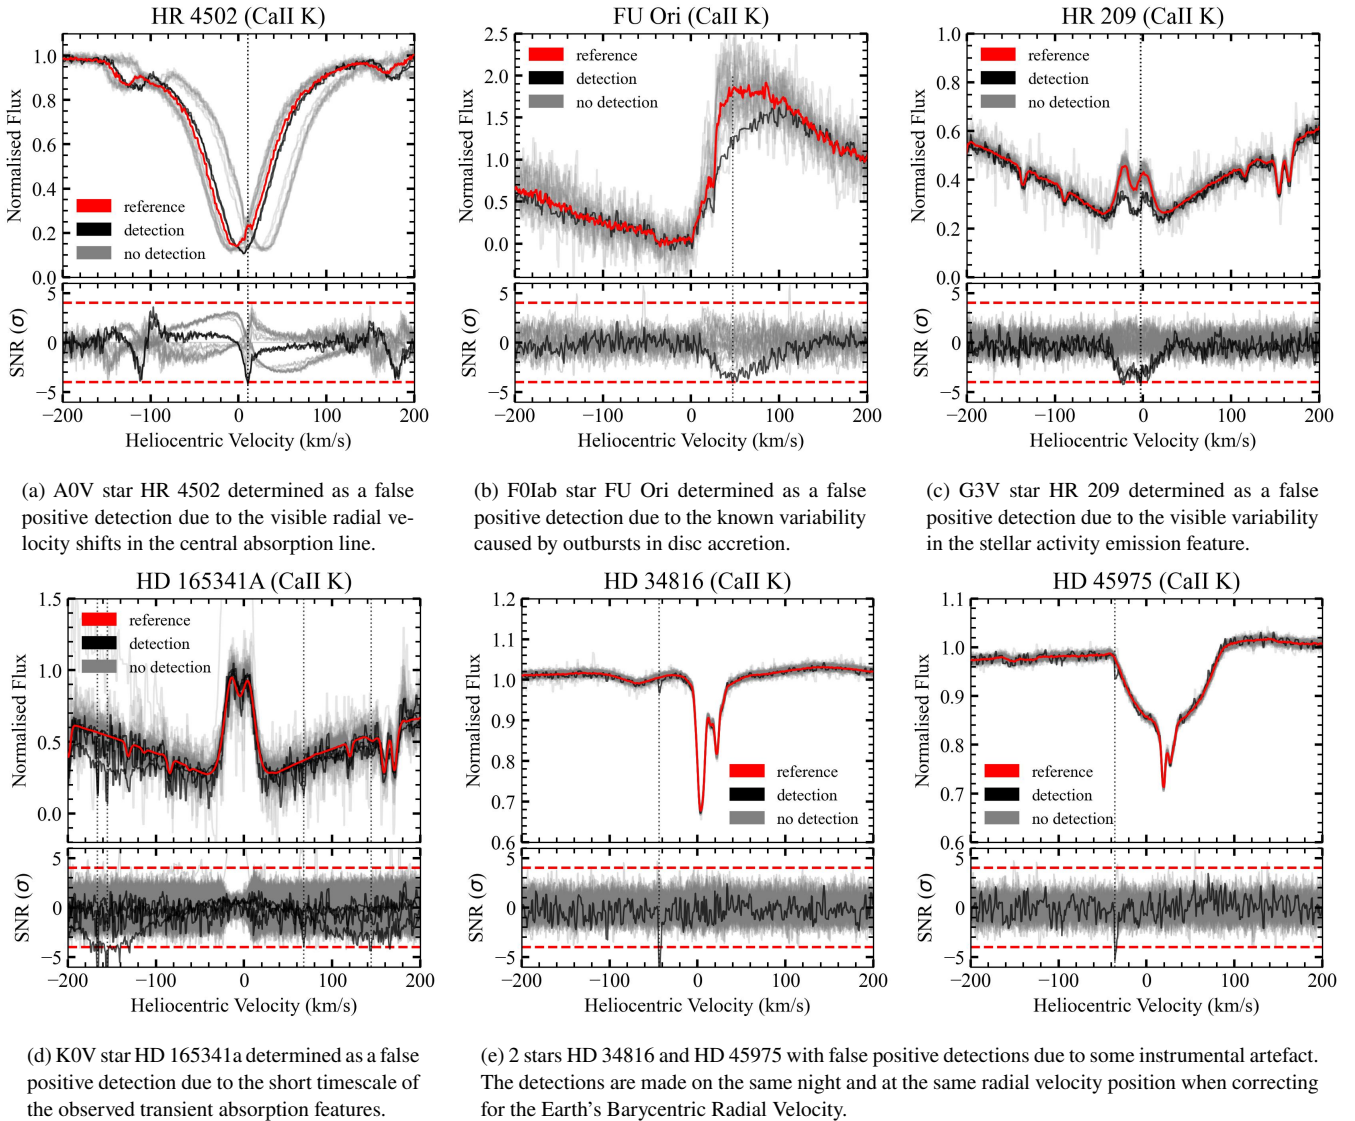 HR 4502 (CaII K)
Normalised Flux
1.0
0.8
0.6
0.4
0.2
0.0
reference
detection
no detection
SNR (σ)
5
0
−5
−200 −100 0 100 200
Heliocentric Velocity (km/s)
FU Ori (CaII K)
Normalised Flux
2.5
2.0
1.5
1.0
0.5
0.0
reference
detection
no detection
SNR (σ)
5
0
−5
−200 −100 0 100 200
Heliocentric Velocity (km/s)
HR 209 (CaII K)
Normalised Flux
1.0
0.8
0.6
0.4
0.2
0.0
reference
detection
no detection
SNR (σ)
5
0
−5
−200 −100 0 100 200
Heliocentric Velocity (km/s)
(a) A0V star HR 4502 determined as a false
positive detection due to the visible radial ve-
locity shifts in the central absorption line.
(b) F0Iab star FU Ori determined as a false
positive detection due to the known variability
caused by outbursts in disc accretion.
(c) G3V star HR 209 determined as a false
positive detection due to the visible variability
in the stellar activity emission feature.
HD 165341A (CaII K)
Normalised Flux
1.5
1.0
0.5
0.0
reference
detection
no detection
SNR (σ)
5
0
−5
−200 −100 0 100 200
Heliocentric Velocity (km/s)
HD 34816 (CaII K)
Normalised Flux
1.2
1.1
1.0
0.9
0.8
0.7
0.6
reference
detection
no detection
SNR (σ)
5
0
−5
−200 −100 0 100 200
Heliocentric Velocity (km/s)
HD 45975 (CaII K)
Normalised Flux
1.1
1.0
0.9
0.8
0.7
0.6
reference
detection
no detection
SNR (σ)
5
0
−5
−200 −100 0 100 200
Heliocentric Velocity (km/s)
(d) K0V star HD 165341a determined as a false
positive detection due to the short timescale of
the observed transient absorption features.
(e) 2 stars HD 34816 and HD 45975 with false positive detections due to some instrumental artefact.
The detections are made on the same night and at the same radial velocity position when correcting
for the Earth's Barycentric Radial Velocity.